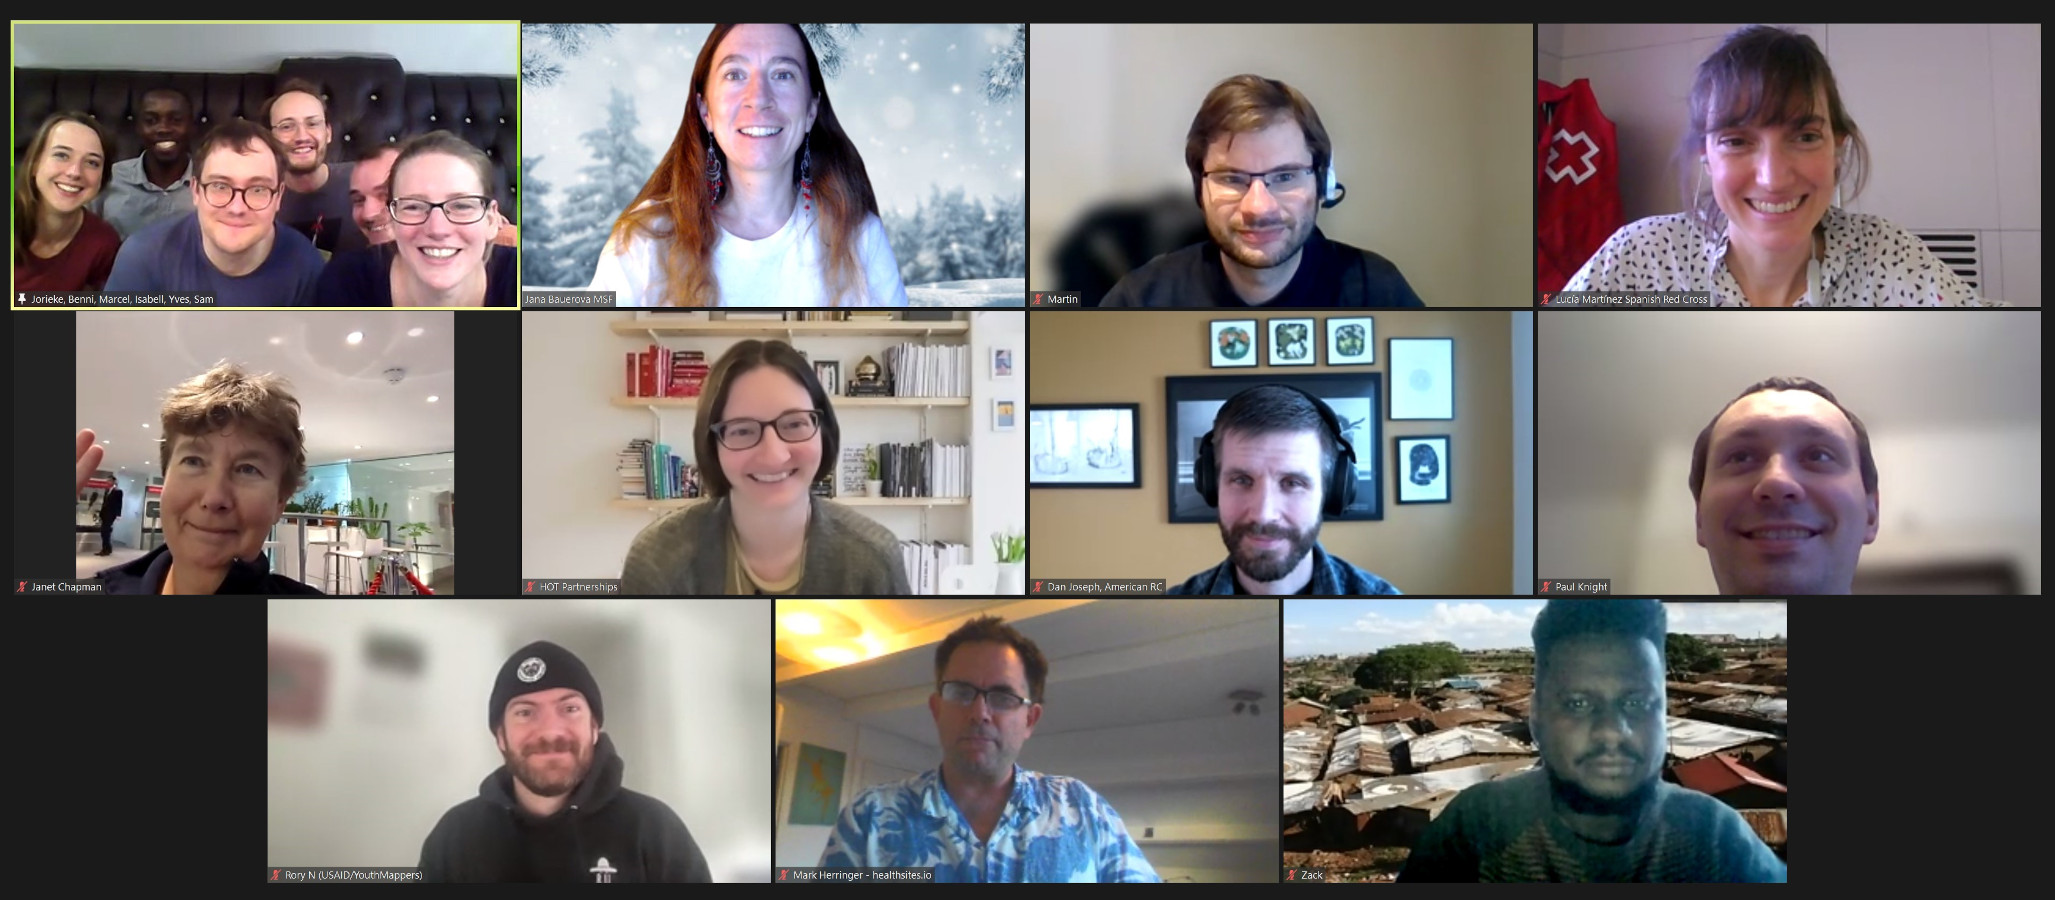 Jorieke, Benni, Marcel, Isabell, Yves, Sam
Jana Bauerova MSF
Martin
Lucía Martínez Spanish Red Cross
Janet Chapman
HOT Partnerships
Dan Joseph, American RC
Paul Knight
Rory N (USAID/YouthMappers)
Mark Herringer - healthsites.io
Zack